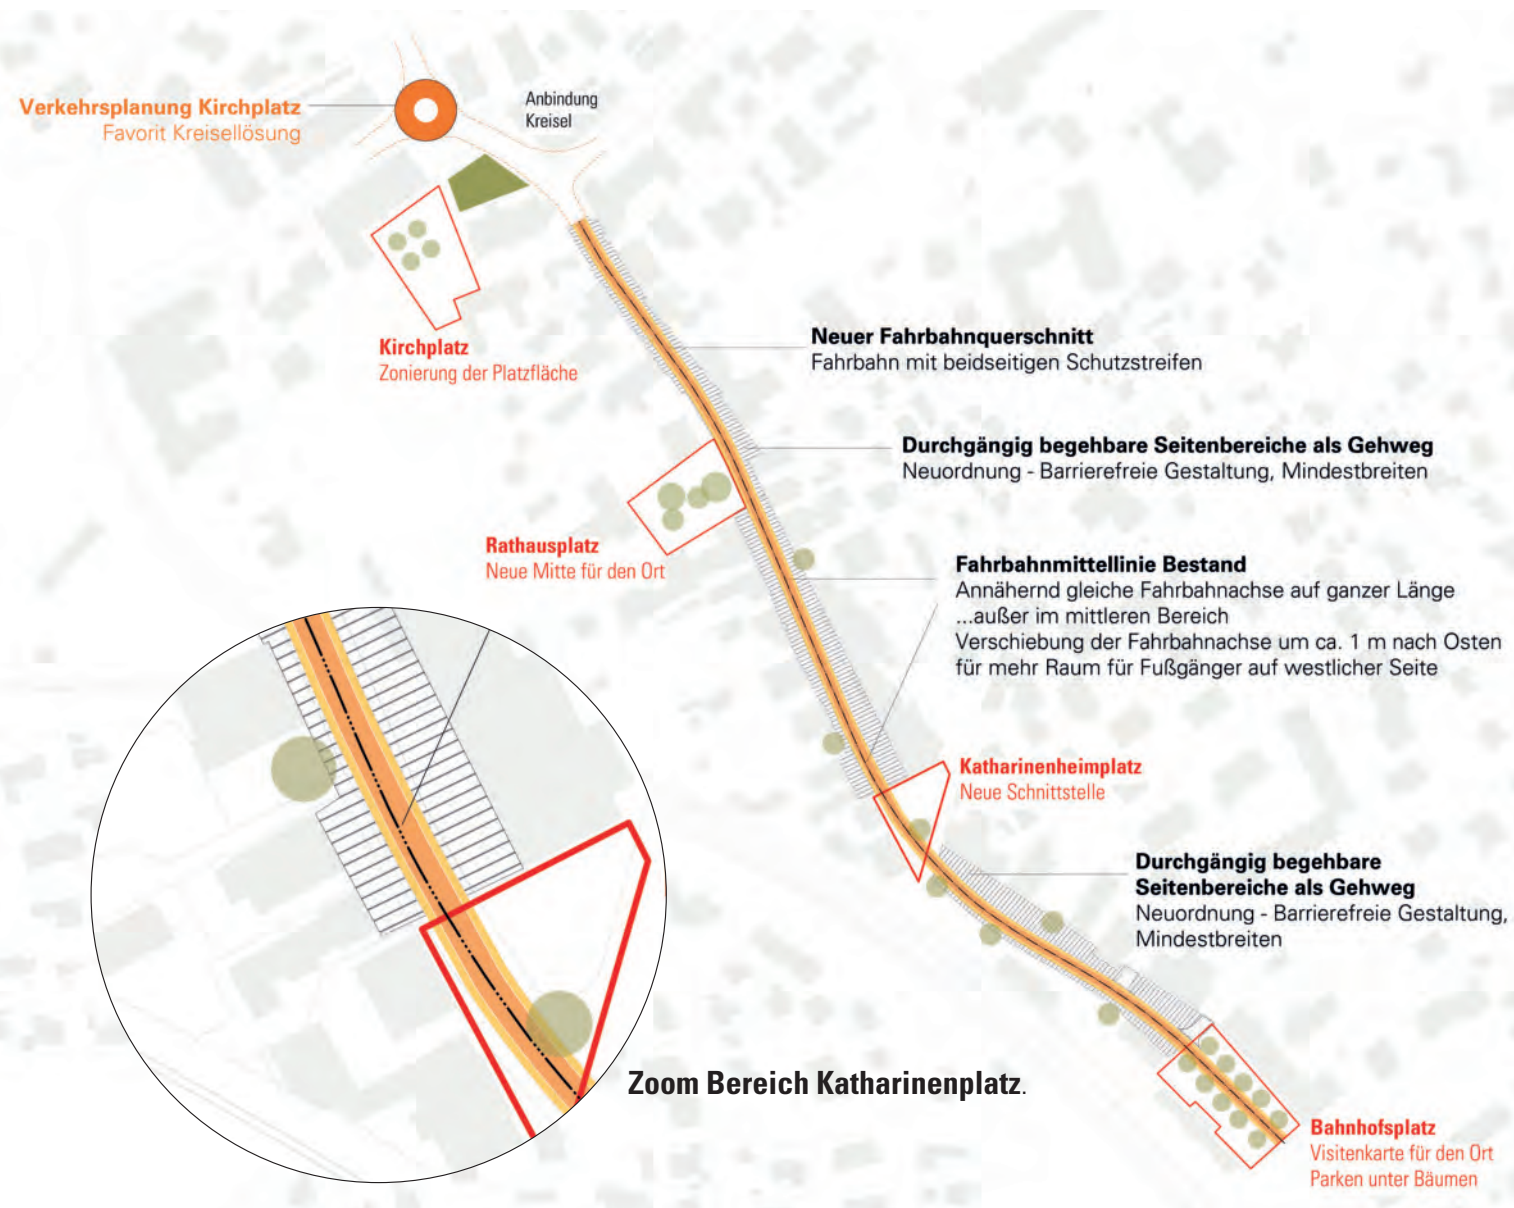 Verkehrsplanung Kirchplatz
Favorit Kreisellösung
Anbindung
Kreisel
Kirchplatz
Zonierung der Platzfläche
Neuer Fahrbahnquerschnitt
Fahrbahn mit beidseitigen Schutzstreifen
Durchgängig begehbare Seitenbereiche als Gehweg
Neuordnung - Barrierefreie Gestaltung, Mindestbreiten
Rathausplatz
Neue Mitte für den Ort
Fahrbahnmittellinie Bestand
Annähernd gleiche Fahrbahnachse auf ganzer Länge
...außer im mittleren Bereich
Verschiebung der Fahrbahnachse um ca. 1 m nach Osten
für mehr Raum für Fußgänger auf westlicher Seite
Katharinenheimplatz
Neue Schnittstelle
Durchgängig begehbare
Seitenbereiche als Gehweg
Neuordnung - Barrierefreie Gestaltung,
Mindestbreiten
Zoom Bereich Katharinenplatz.
Bahnhofsplatz
Visitenkarte für den Ort
Parken unter Bäumen